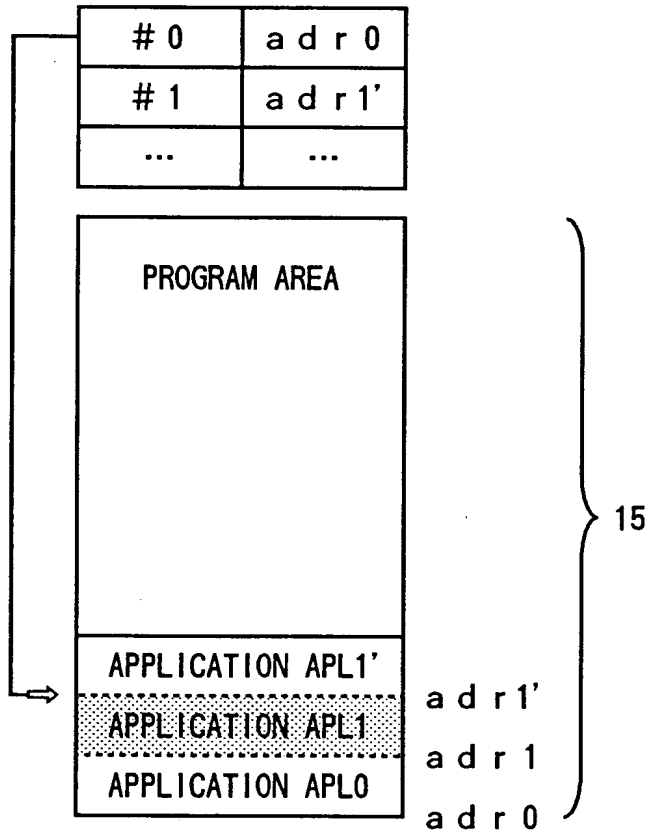 #0 adr0
#1 adr1'
... ...
PROGRAM AREA
15
APPLICATION APL1'
adr1'
APPLICATION APL1
adr1
APPLICATION APL0
adr0